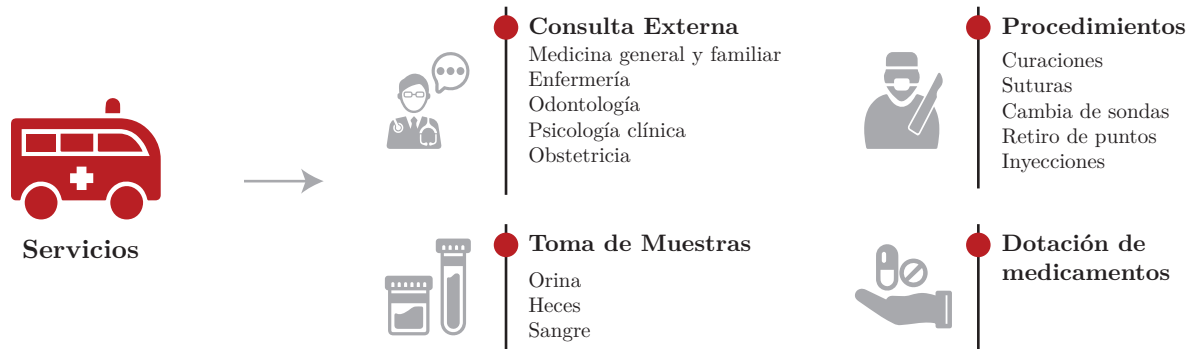 Servicios
Consulta Externa
Medicina general y familiar
Enfermería
Odontología
Psicología clínica
Obstetricia
Procedimientos
Curaciones
Suturas
Cambia de sondas
Retiro de puntos
Inyecciones
Toma de Muestras
Orina
Heces
Sangre
Dotación de
medicamentos